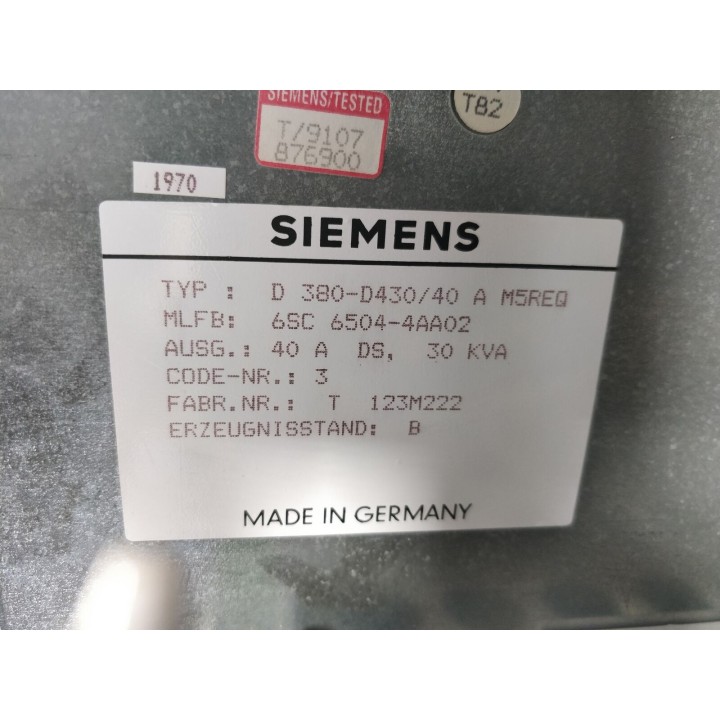 SIEMENS/TESTED
T/9107
876900
TB2
1970
SIEMENS
TYP : D 380-D430/40 A M5REQ
MLFB: 6SC 6504-4AA02
AUSG.: 40 A DS, 30 KVA
CODE-NR.: 3
FABR.NR.: T 123M222
ERZEUGNISSTAND: B
MADE IN GERMANY